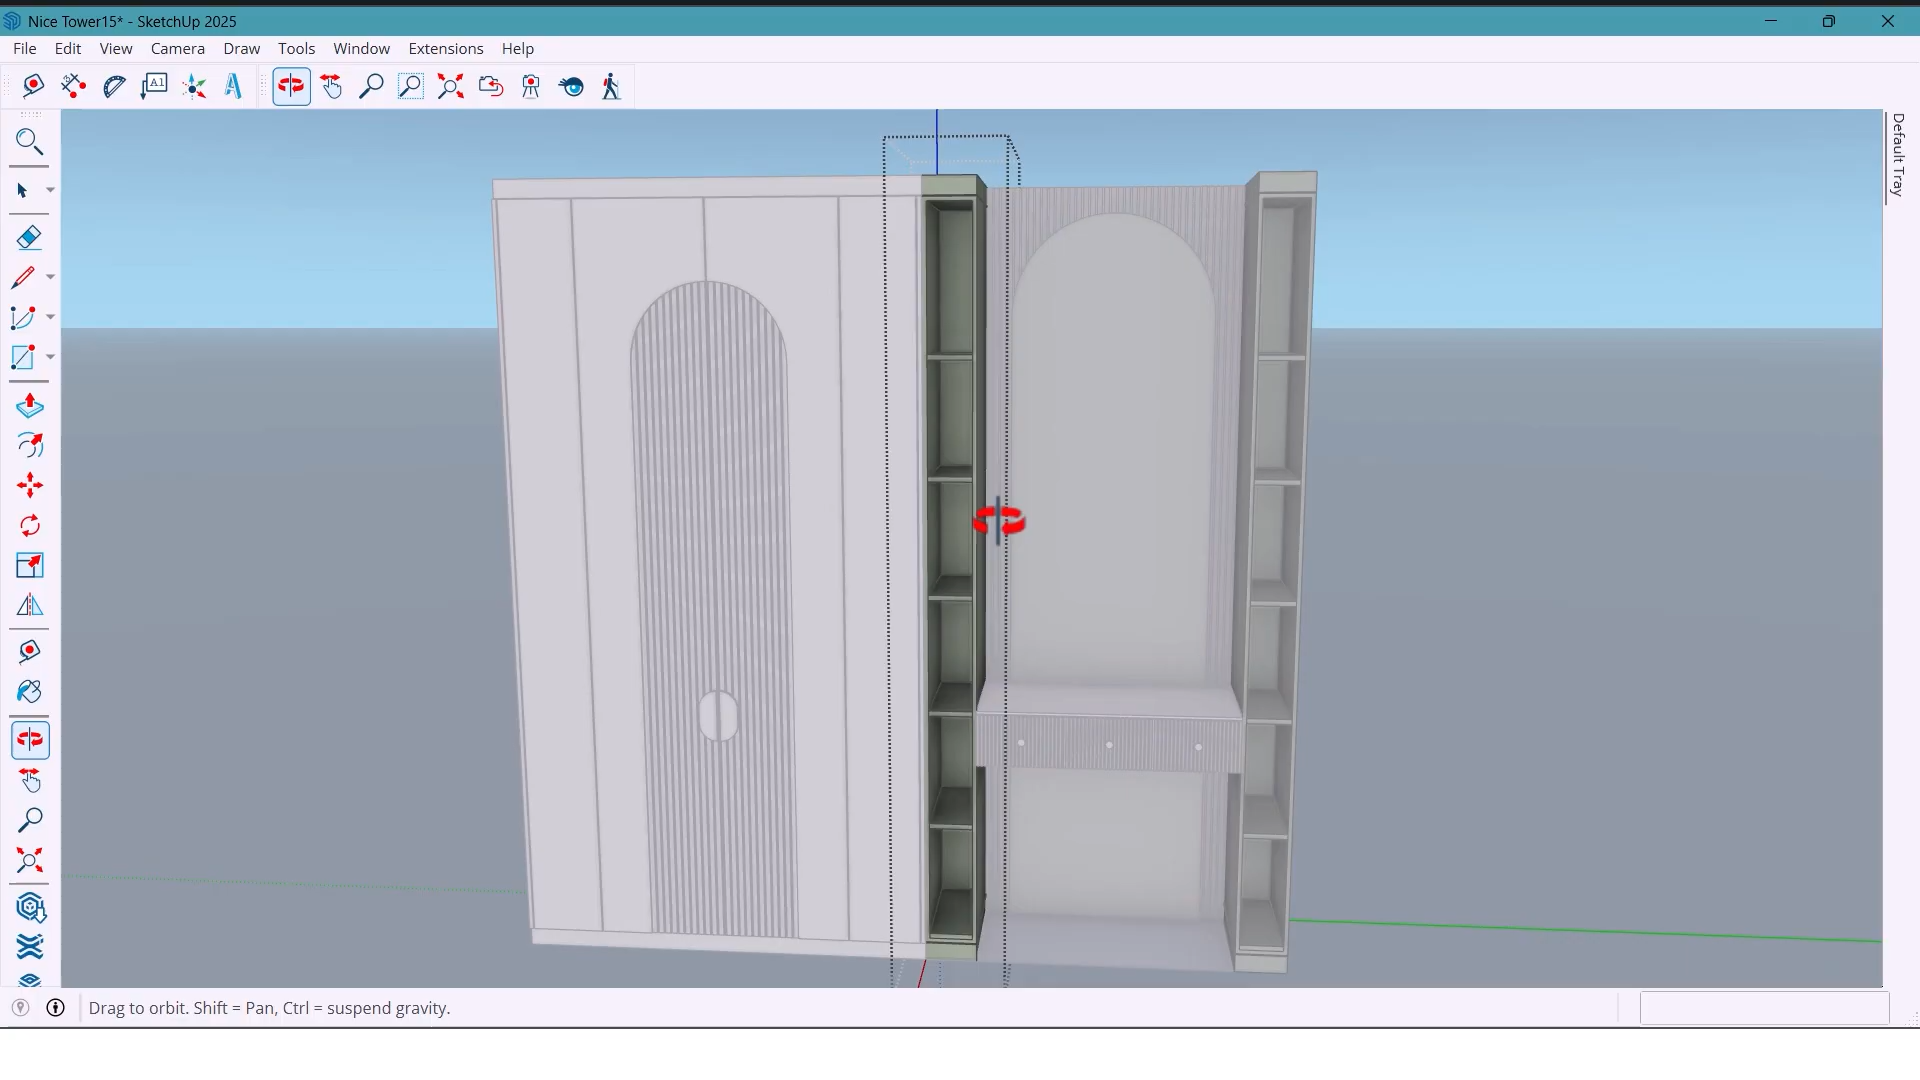 Nice Tower15* - SketchUp 2025
File Edit View Camera Draw Tools Window Extensions Help
A1
Default Tray
Drag to orbit. Shift = Pan, Ctrl = suspend gravity.